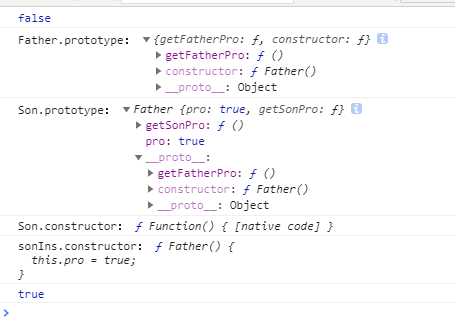 false
Father.prototype: ▼{getFatherPro: ƒ, constructor: ƒ} i
▶getFatherPro: ƒ ()
▶constructor: ƒ Father()
▶__proto__: Object
Son.prototype: ▼Father {pro: true, getSonPro: ƒ} i
▶getSonPro: ƒ ()
pro: true
▼__proto__:
▶getFatherPro: ƒ ()
▶constructor: ƒ Father()
▶__proto__: Object
Son.constructor: ƒ Function() { [native code] }
sonIns.constructor: ƒ Father() {
this.pro = true;
}
true
>